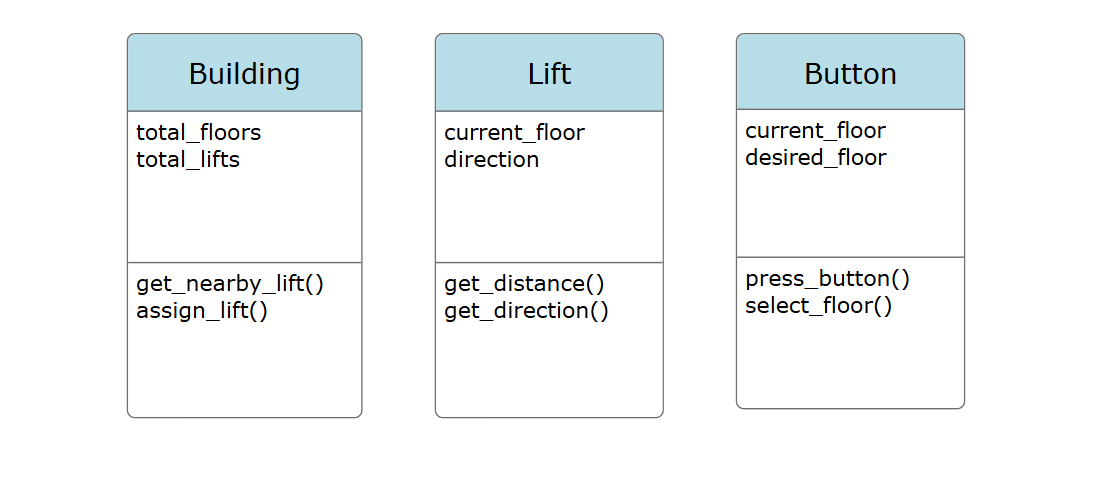 Building
total_floors
total_lifts
get_nearby_lift()
assign_lift()
Lift
current_floor
direction
get_distance()
get_direction()
Button
current_floor
desired_floor
press_button()
select_floor()